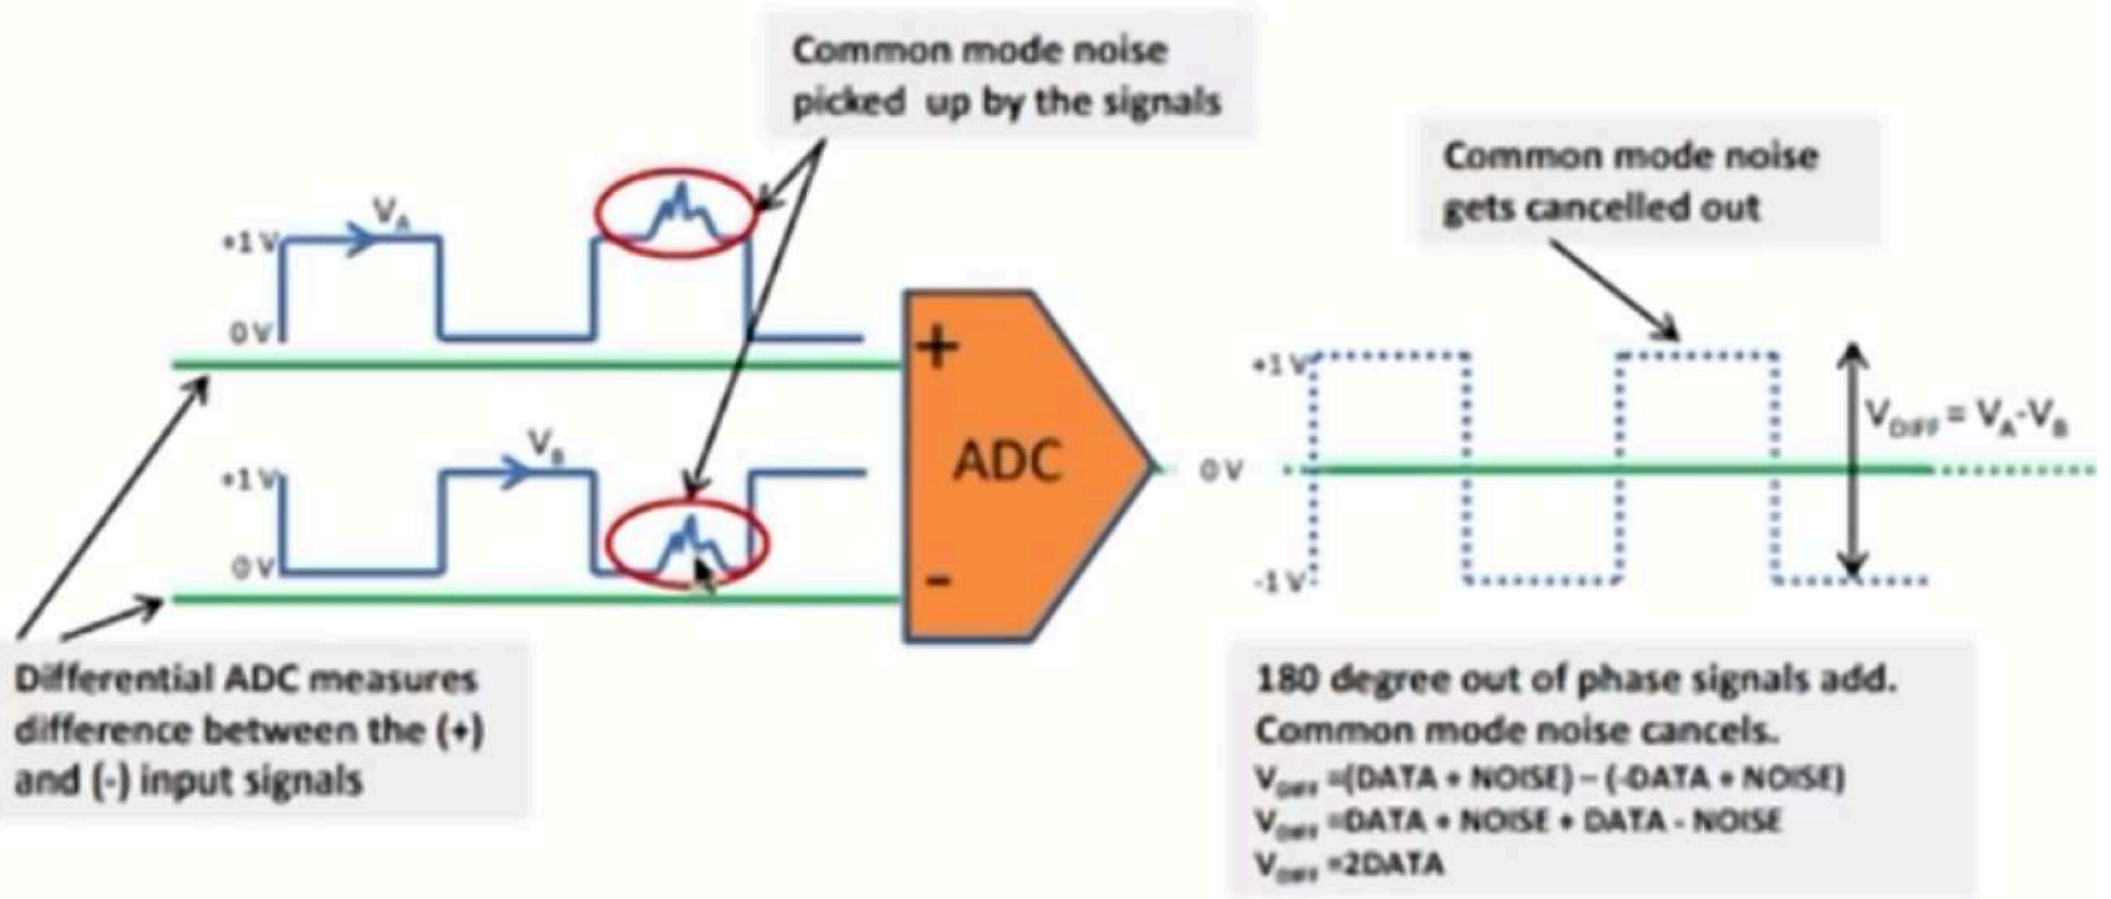 Common mode noise
picked up by the signals
Common mode noise
gets cancelled out
VA
+1 V
0 V
+
VB
+1 V
0 V
-
ADC
+1 V
0 V
-1 V
VDIFF = VA-VB
Differential ADC measures
difference between the (+)
and (-) input signals
180 degree out of phase signals add.
Common mode noise cancels.
VDIFF =(DATA + NOISE) – (-DATA + NOISE)
VDIFF =DATA + NOISE + DATA - NOISE
VDIFF =2DATA